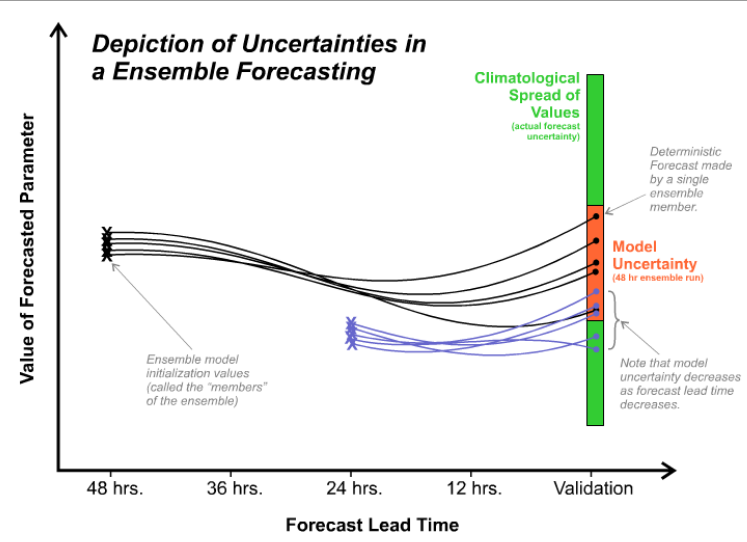 Depiction of Uncertainties in
a Ensemble Forecasting
Climatological
Spread of
Values
(actual forecast
uncertainty)
Deterministic
Forecast made
by a single
ensemble
member.
Model
Uncertainty
(48 hr ensemble run)
Value of Forecasted Parameter
Ensemble model
initialization values
(called the "members"
of the ensemble)
Note that model
uncertainty decreases
as forecast lead time
decreases.
48 hrs.
36 hrs.
24 hrs.
12 hrs.
Validation
Forecast Lead Time